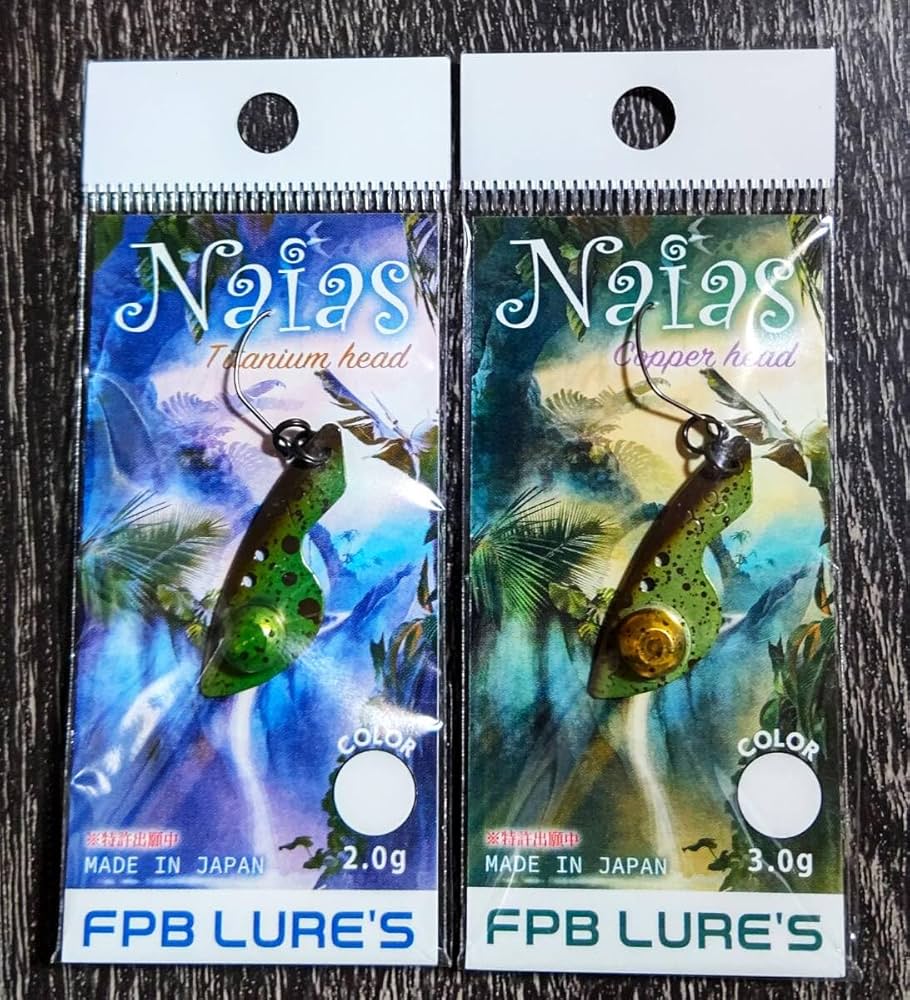 Naias
Titanium head
COLOR
※特許出願中
MADE IN JAPAN
2.0g
FPB LURE'S
Naias
Copper head
COLOR
※特許出願中
MADE IN JAPAN
3.0g
FPB LURE'S